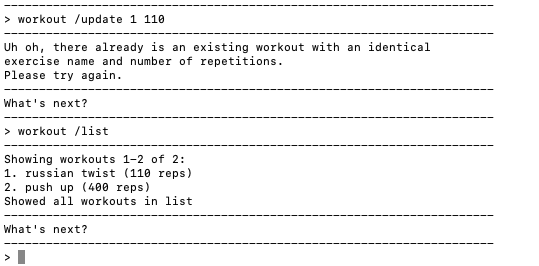 > workout /update 1 110
Uh oh, there already is an existing workout with an identical
exercise name and number of repetitions.
Please try again.
What's next?
> workout /list
Showing workouts 1-2 of 2:
1. russian twist (110 reps)
2. push up (400 reps)
Showed all workouts in list
What's next?
>